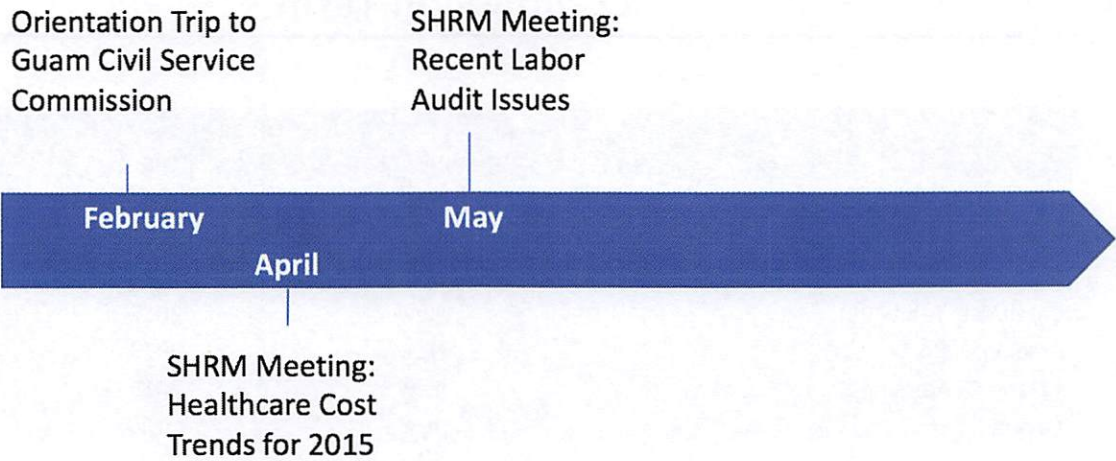 Orientation Trip to
Guam Civil Service
Commission
SHRM Meeting:
Recent Labor
Audit Issues
February
May
April
SHRM Meeting:
Healthcare Cost
Trends for 2015